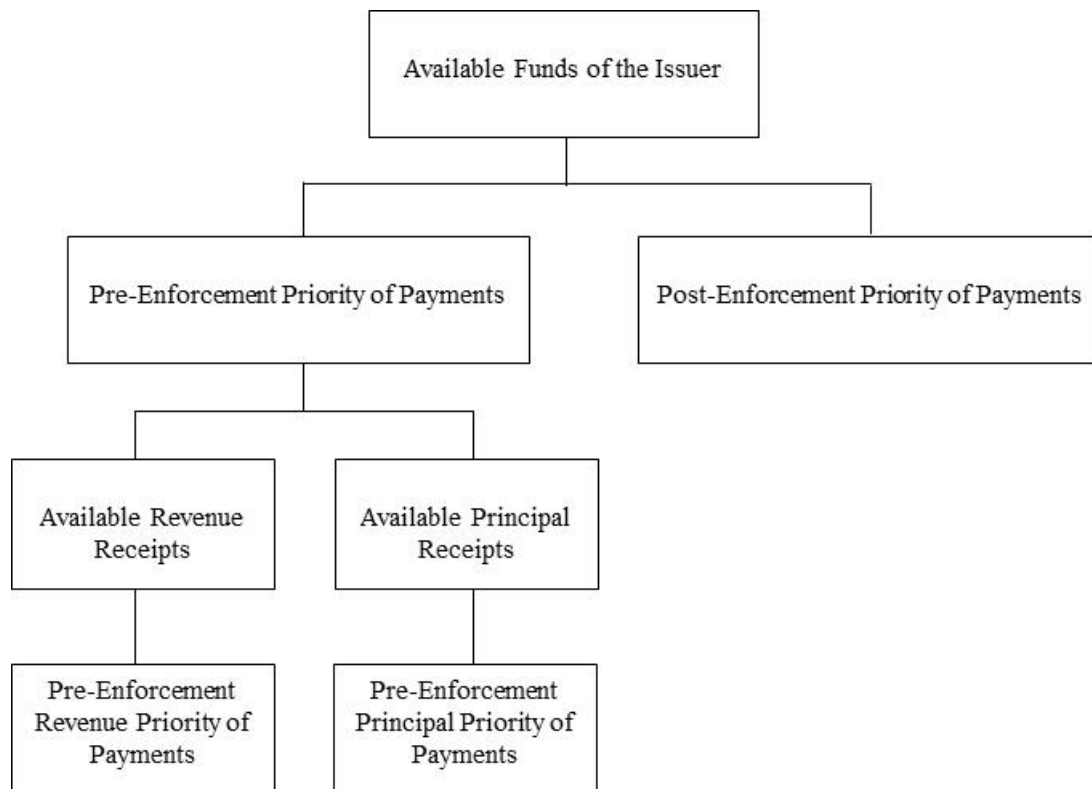 Available Funds of the Issuer
Pre-Enforcement Priority of Payments
Post-Enforcement Priority of Payments
Available Revenue
Receipts
Available Principal
Receipts
Pre-Enforcement
Revenue Priority of
Payments
Pre-Enforcement
Principal Priority of
Payments